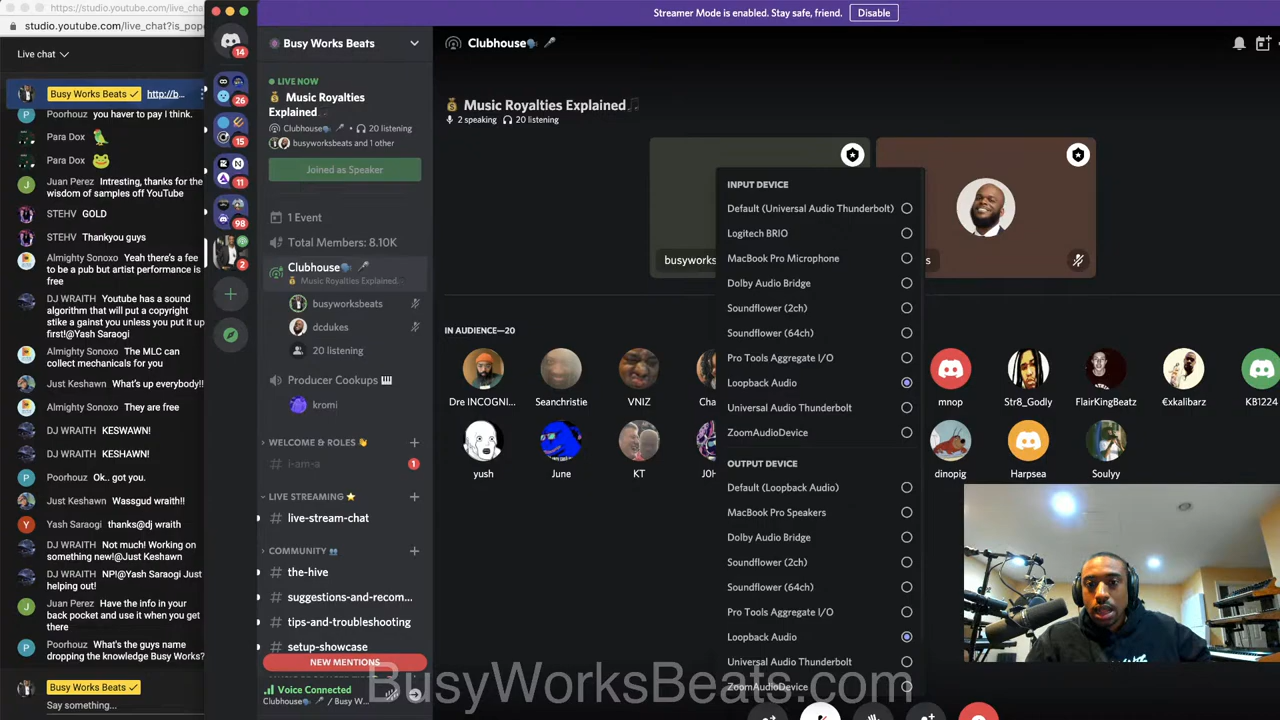 https://studio.youtube.com/live_chat
studio.youtube.com/live_chat?is_pop
Live chat
Busy Works Beats
http://b...
Poorhouz you haver to pay I think.
Para Dox
Para Dox
Juan Perez Intresting, thanks for the
wisdom of samples off YouTube
STEHV GOLD
STEHV Thankyou guys
Almighty Sonoxo Yeah there's a fee
to be a pub but artist performance is
free
DJ WRAITH Youtube has a sound
algorithm that will put a copyright
stike a gainst you unless you put it up
first!@Yash Saraogi
Almighty Sonoxo The MLC can
collect mechanicals for you
Just Keshawn What's up everybody!!
Almighty Sonoxo They are free
DJ WRAITH KESWAWN!
DJ WRAITH KESHAWN!
Poorhouz Ok.. got you.
Just Keshawn Wassgud wraith!!
Yash Saraogi thanks@dj wraith
DJ WRAITH Not much! Working on
something new!@Just Keshawn
DJ WRAITH NP!@Yash Saraogi Just
helping out!
Juan Perez Have the info in your
back pocket and use it when you get
there
Poorhouz What's the guys name
dropping the knowledge Busy Works?
Busy Works Beats
Say something...
14
26
15
11
98
2
Streamer Mode is enabled. Stay safe, friend.
Disable
Busy Works Beats
LIVE NOW
Music Royalties
Explained
Clubhouse • 20 listening
busyworksbeats and 1 other
Joined as Speaker
1 Event
Total Members: 8.10K
Clubhouse
Music Royalties Explained
busyworksbeats
dcdukes
20 listening
Producer Cookups
kromi
WELCOME & ROLES
i-am-a
1
LIVE STREAMING
live-stream-chat
COMMUNITY
the-hive
suggestions-and-recom...
tips-and-troubleshooting
setup-showcase
NEW MENTIONS
Voice Connected
Clubhouse / Busy W...
Clubhouse
Music Royalties Explained
2 speaking 20 listening
busyworks
s
IN AUDIENCE—20
Dre INCOGNI...
Seanchristie
VNIZ
Cha
mnop
Str8_Godly
FlairKingBeatz
€xkalibarz
KB1224
yush
June
KT
J0H
dinopig
Harpsea
Soulyy
INPUT DEVICE
Default (Universal Audio Thunderbolt)
Logitech BRIO
MacBook Pro Microphone
Dolby Audio Bridge
Soundflower (2ch)
Soundflower (64ch)
Pro Tools Aggregate I/O
Loopback Audio
Universal Audio Thunderbolt
ZoomAudioDevice
OUTPUT DEVICE
Default (Loopback Audio)
MacBook Pro Speakers
Dolby Audio Bridge
Soundflower (2ch)
Soundflower (64ch)
Pro Tools Aggregate I/O
Loopback Audio
Universal Audio Thunderbolt
ZoomAudioDevice
BusyWorksBeats.com